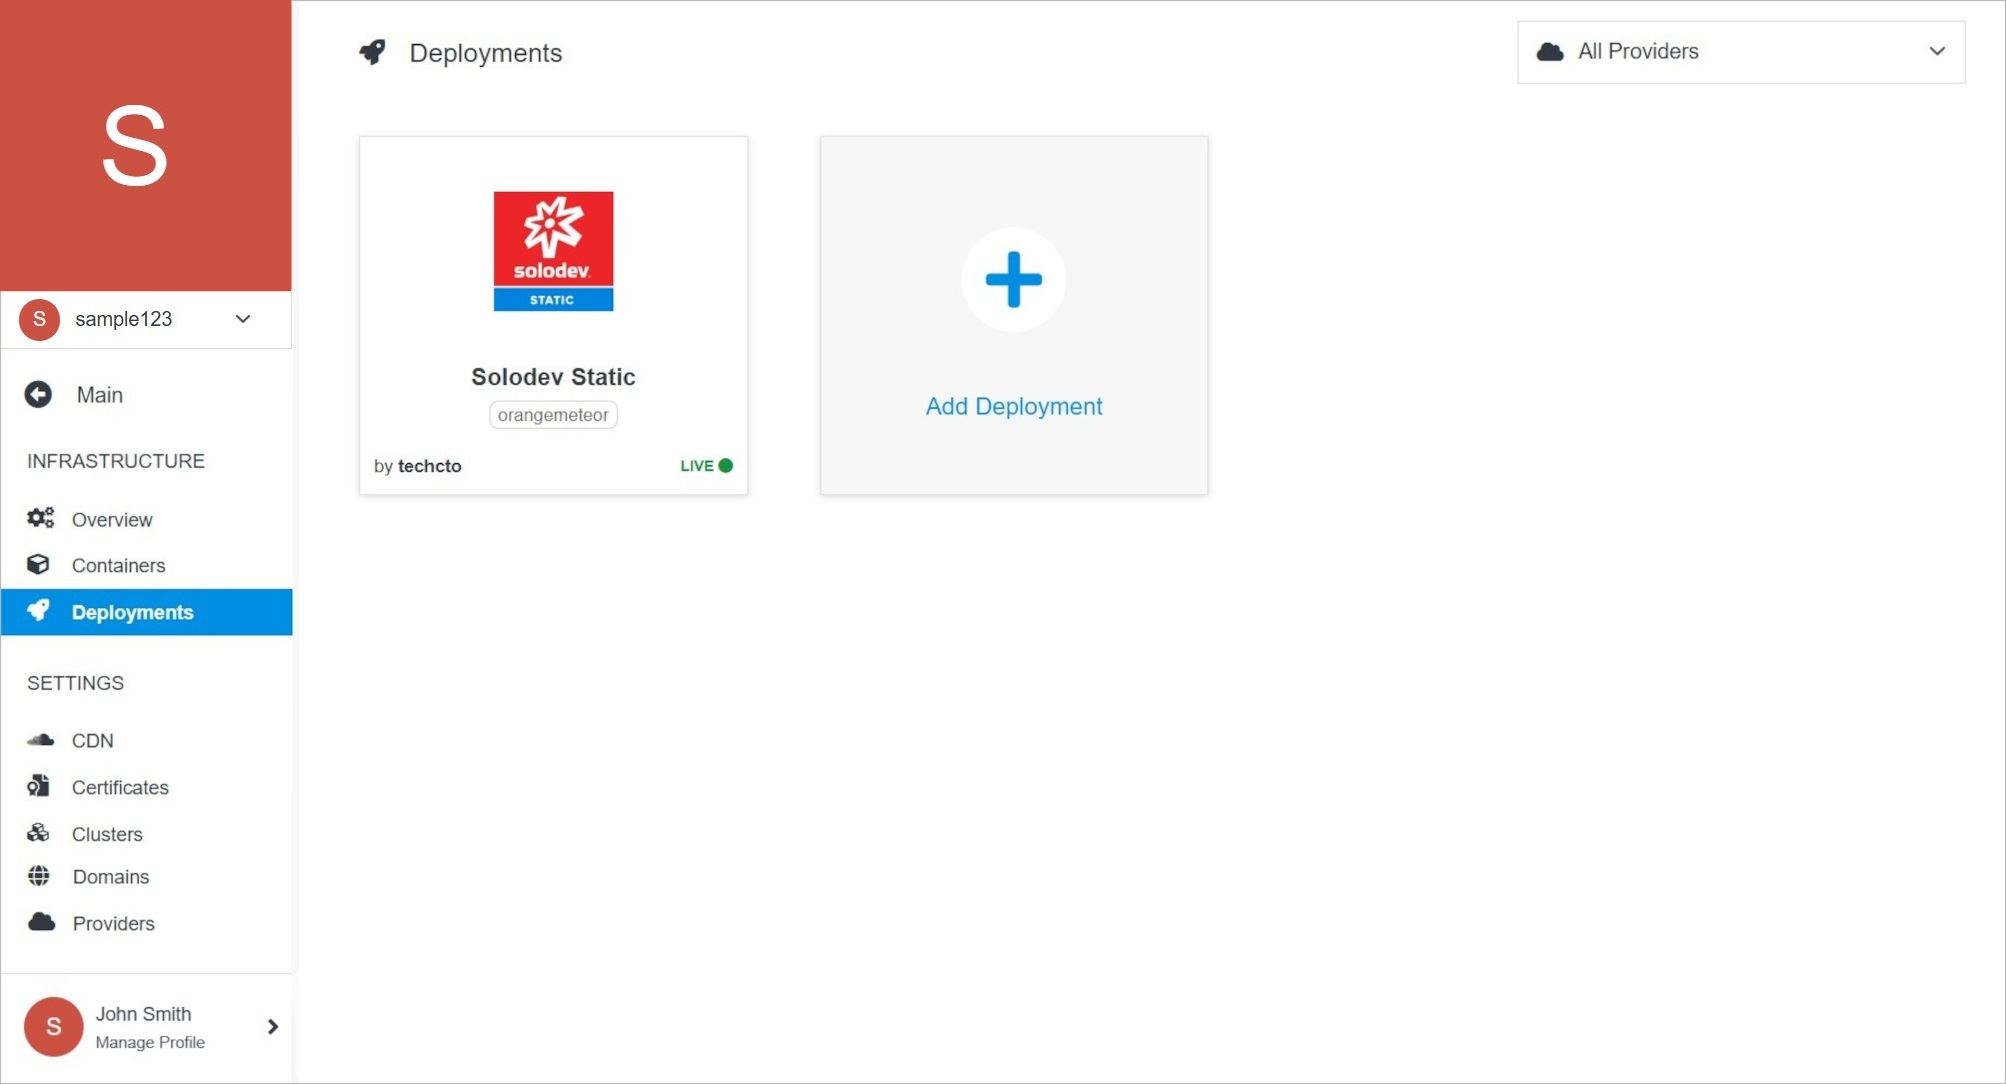 S
S sample123
Main
INFRASTRUCTURE
Overview
Containers
Deployments
SETTINGS
CDN
Certificates
Clusters
Domains
Providers
S
John Smith
Manage Profile
Deployments
All Providers
solodev
STATIC
Solodev Static
orangemeteor
by techcto
LIVE
Add Deployment